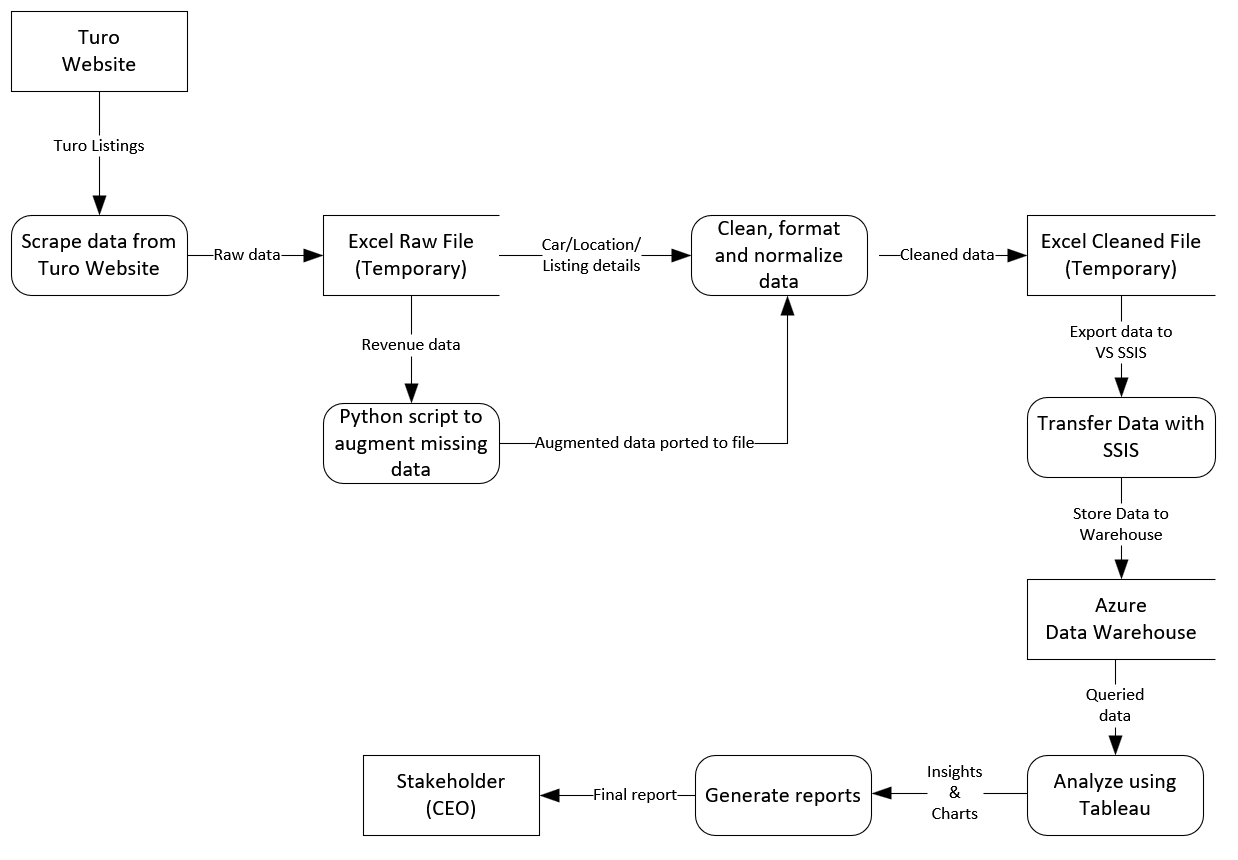 Turo
Website
Turo Listings
Scrape data from
Turo Website
Raw data
Excel Raw File
(Temporary)
Car/Location/
Listing details
Clean, format
and normalize
data
Cleaned data
Excel Cleaned File
(Temporary)
Revenue data
Python script to
augment missing
data
Augmented data ported to file
Export data to
VS SSIS
Transfer Data with
SSIS
Store Data to
Warehouse
Azure
Data Warehouse
Queried
data
Analyze using
Tableau
Insights
&
Charts
Generate reports
Final report
Stakeholder
(CEO)